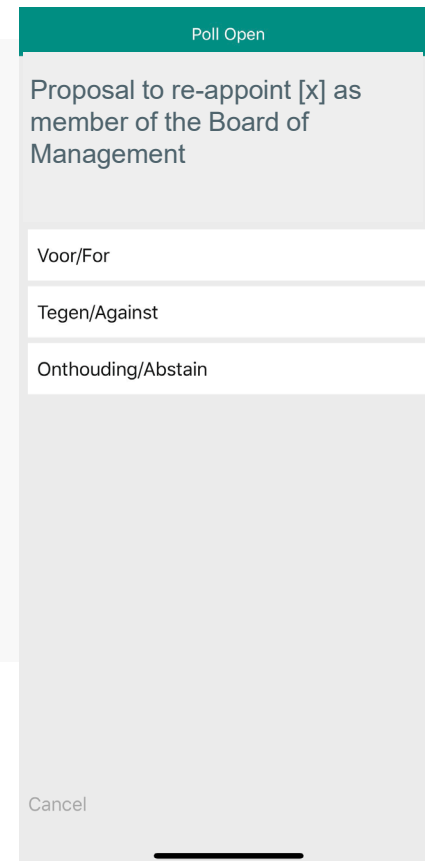 Poll Open
Proposal to re-appoint [x] as
member of the Board of
Management
Voor/For
Tegen/Against
Onthouding/Abstain
Cancel